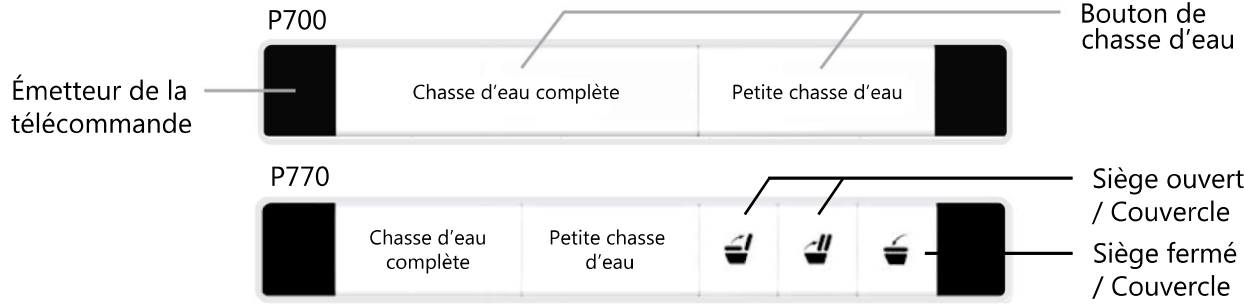 P700
Bouton de
chasse d'eau
Émetteur de la
télécommande
Chasse d'eau complète
Petite chasse d'eau
P770
Siège ouvert
/ Couvercle
Chasse d'eau
complète
Petite chasse
d'eau
Siège fermé
/ Couvercle